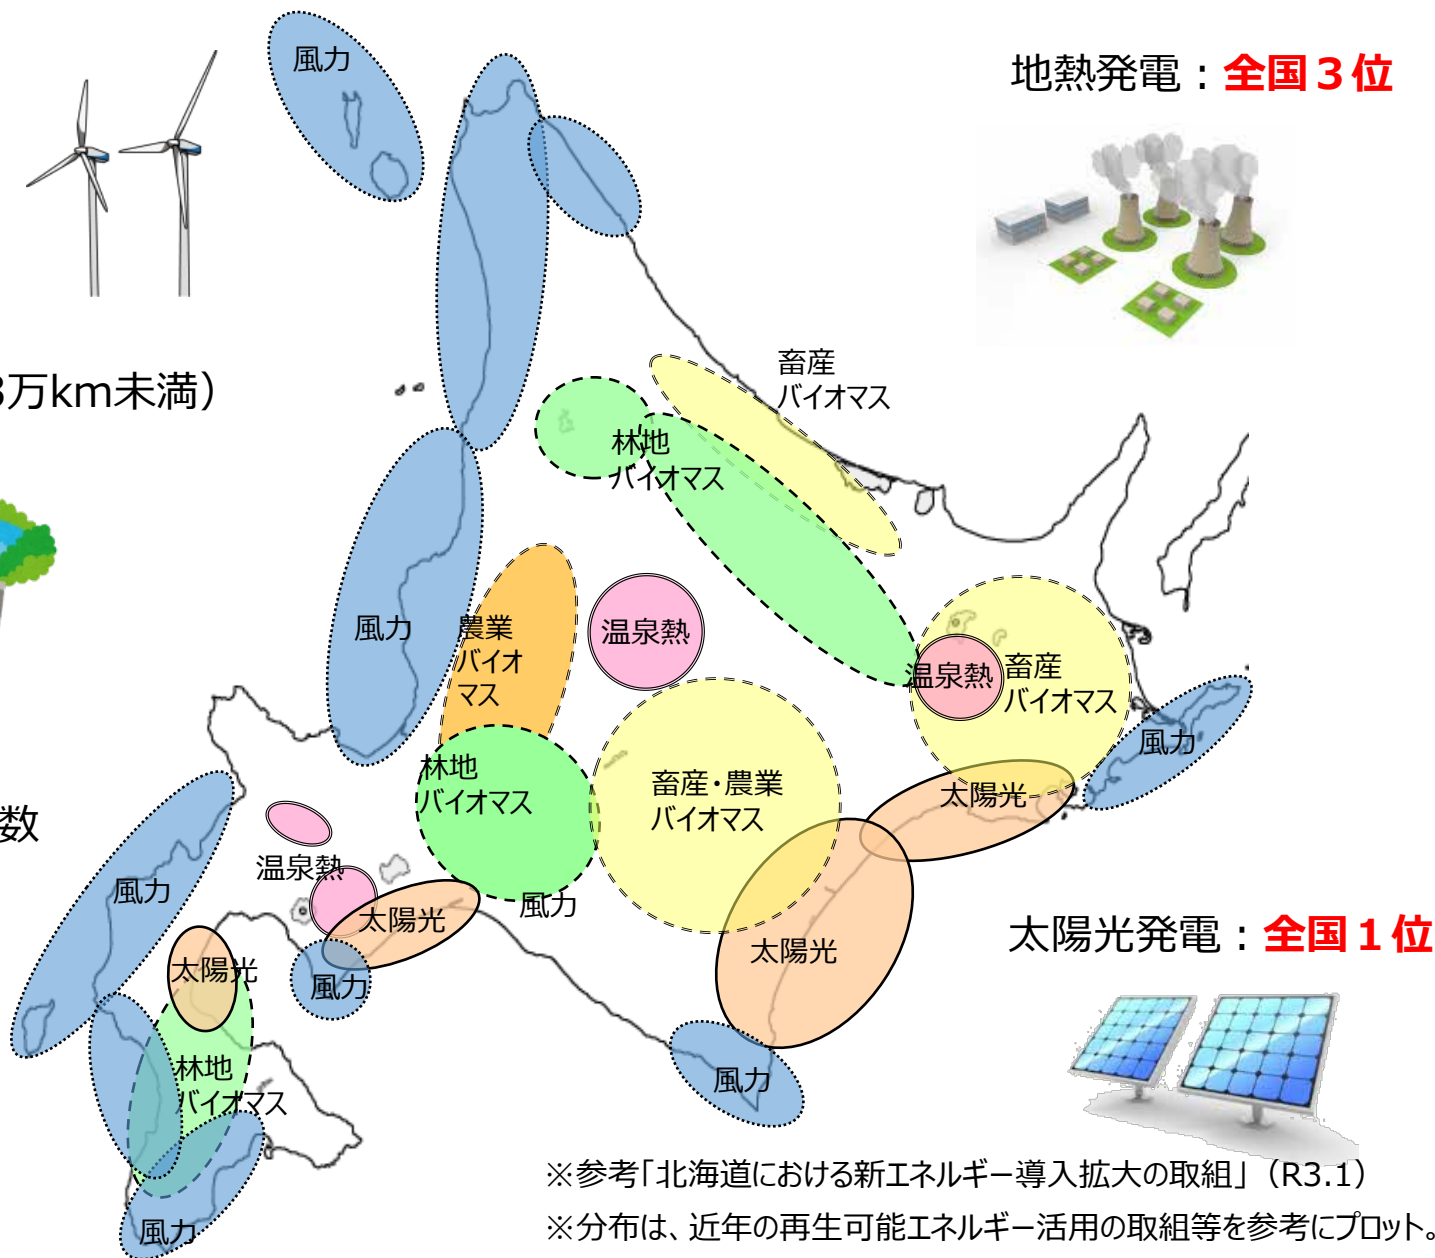 風力
地熱発電：全国３位
3万km未満）
畜産
バイオマス
林地
バイオマス
風力
農業
バイオ
マス
温泉熱
温泉熱
畜産
バイオマス
風力
林地
バイオマス
畜産・農業
バイオマス
太陽光
数
温泉熱
風力
風力
太陽光
太陽光発電：全国１位
太陽光
太陽光
風力
林地
バイオマス
風力
風力
※参考「北海道における新エネルギー導入拡大の取組」（R3.1）
※分布は、近年の再生可能エネルギー活用の取組等を参考にプロット。